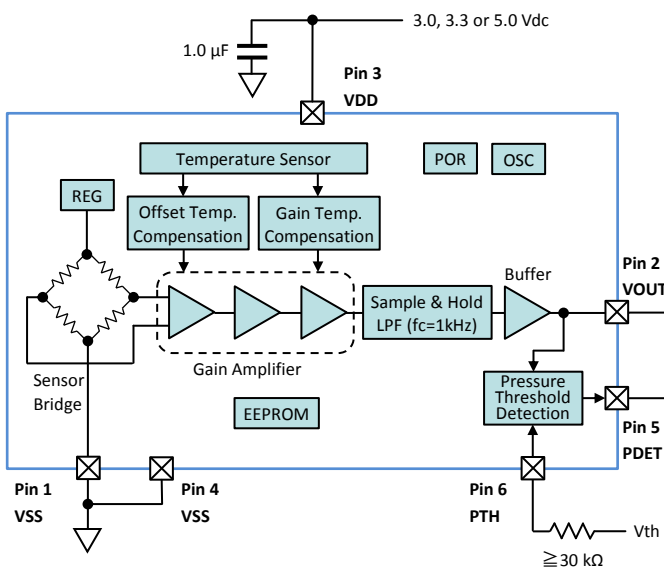 3.0, 3.3 or 5.0 Vdc
1.0 µF
Pin 3
VDD
Temperature Sensor
POR
OSC
REG
Offset Temp.
Compensation
Gain Temp.
Compensation
Buffer
Pin 2
VOUT
Sample & Hold
LPF (fc=1kHz)
Gain Amplifier
Sensor
Bridge
Pressure
Threshold
Detection
EEPROM
Pin 5
PDET
Pin 1
VSS
Pin 4
VSS
Pin 6
PTH
Vth
≧30 kΩ